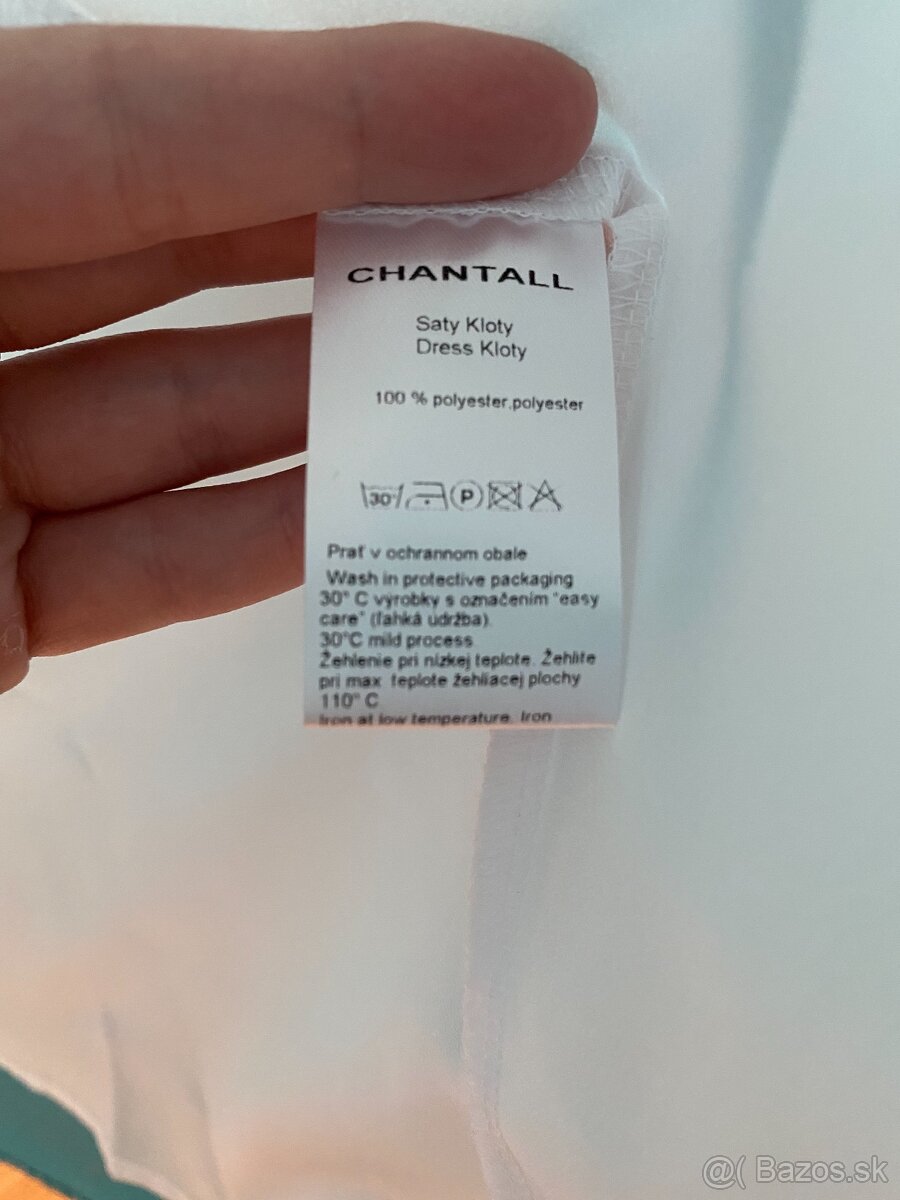 CHANTALL
Saty Kloty
Dress Kloty
100 % polyester,polyester
30 P
Prať v ochrannom obale
Wash in protective packaging
30° C výrobky s označením "easy
care" (ľahká údržba).
30°C mild process
Žehlenie pri nízkej teplote. Žehlite
pri max teplote žehliacej plochy
110° C
Iron at low temperature. Iron
@( Bazos.sk